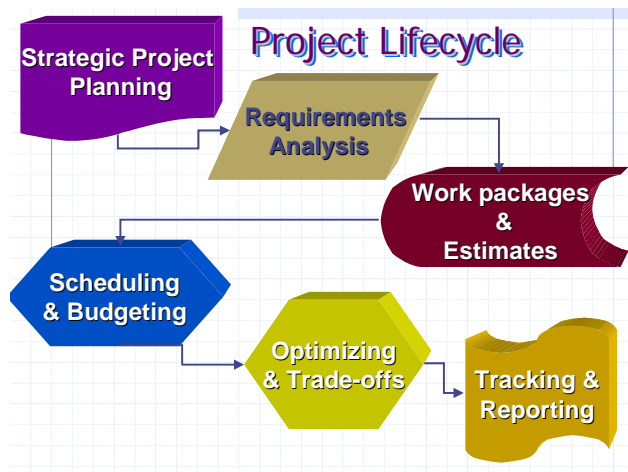 Project Lifecycle
Strategic Project
Planning
Requirements
Analysis
Work packages
&
Estimates
Scheduling
& Budgeting
Optimizing
& Trade-offs
Tracking &
Reporting